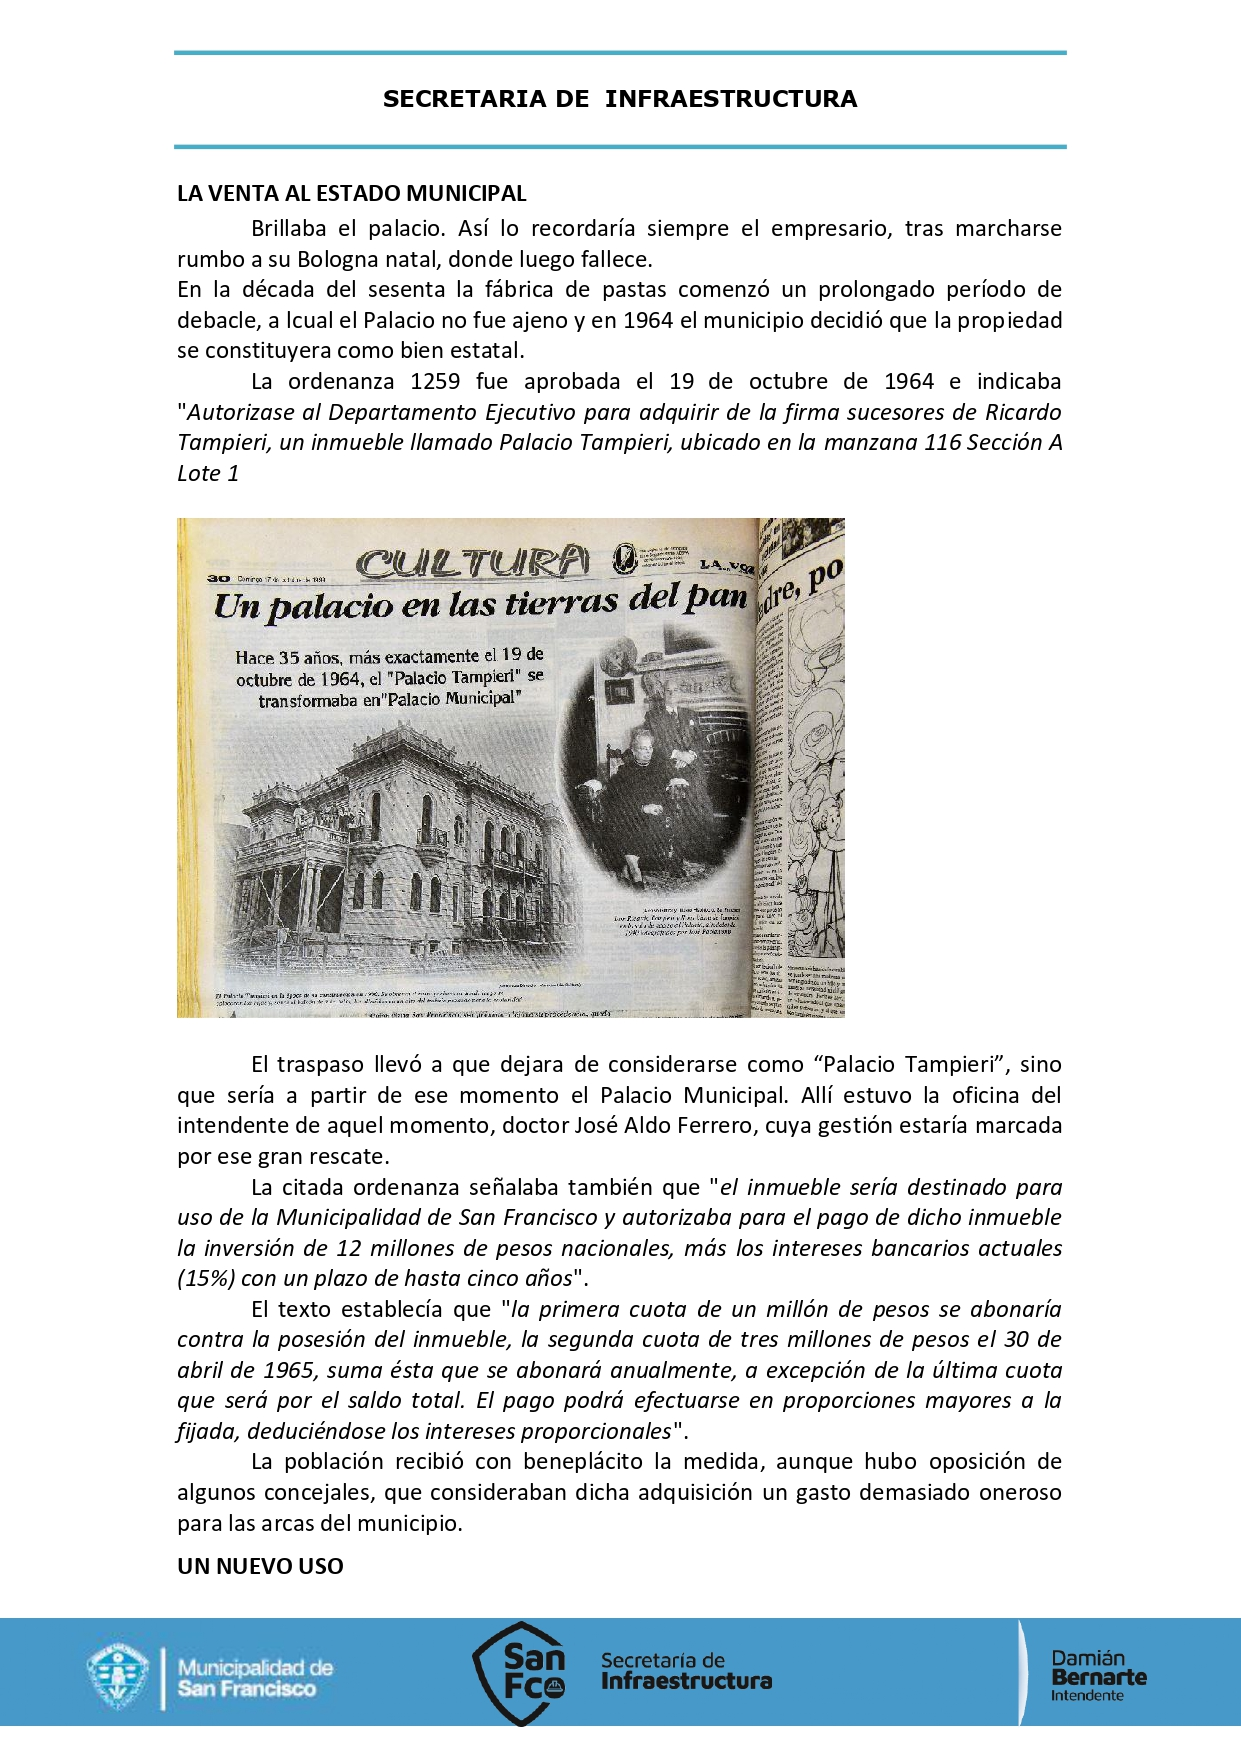 SECRETARIA DE INFRAESTRUCTURA
LA VENTA AL ESTADO MUNICIPAL
Brillaba el palacio. Así lo recordaría siempre el empresario, tras marcharse
rumbo a su Bologna natal, donde luego fallece.
En la década del sesenta la fábrica de pastas comenzó un prolongado período de
debacle, a lcual el Palacio no fue ajeno y en 1964 el municipio decidió que la propiedad
se constituyera como bien estatal.
La ordenanza 1259 fue aprobada el 19 de octubre de 1964 e indicaba
"Autorizase al Departamento Ejecutivo para adquirir de la firma sucesores de Ricardo
Tampieri, un inmueble llamado Palacio Tampieri, ubicado en la manzana 116 Sección A
Lote 1
CULTURA
30 Domingo 17 de
LA VOZ
Un palacio en las tierras del pan
adre, po
Hace 35 años, más exactamente el 19 de
octubre de 1964, el "Palacio Tampieri" se
transformaba en "Palacio Municipal"
El traspaso llevó a que dejara de considerarse como “Palacio Tampieri”, sino
que sería a partir de ese momento el Palacio Municipal. Allí estuvo la oficina del
intendente de aquel momento, doctor José Aldo Ferrero, cuya gestión estaría marcada
por ese gran rescate.
La citada ordenanza señalaba también que "el inmueble sería destinado para
uso de la Municipalidad de San Francisco y autorizaba para el pago de dicho inmueble
la inversión de 12 millones de pesos nacionales, más los intereses bancarios actuales
(15%) con un plazo de hasta cinco años".
El texto establecía que "la primera cuota de un millón de pesos se abonaría
contra la posesión del inmueble, la segunda cuota de tres millones de pesos el 30 de
abril de 1965, suma ésta que se abonará anualmente, a excepción de la última cuota
que será por el saldo total. El pago podrá efectuarse en proporciones mayores a la
fijada, deduciéndose los intereses proporcionales".
La población recibió con beneplácito la medida, aunque hubo oposición de
algunos concejales, que consideraban dicha adquisición un gasto demasiado oneroso
para las arcas del municipio.
UN NUEVO USO
Municipalidad de
San Francisco
San
Fco
Secretaría de
Infraestructura
Damián
Bernarte
Intendente